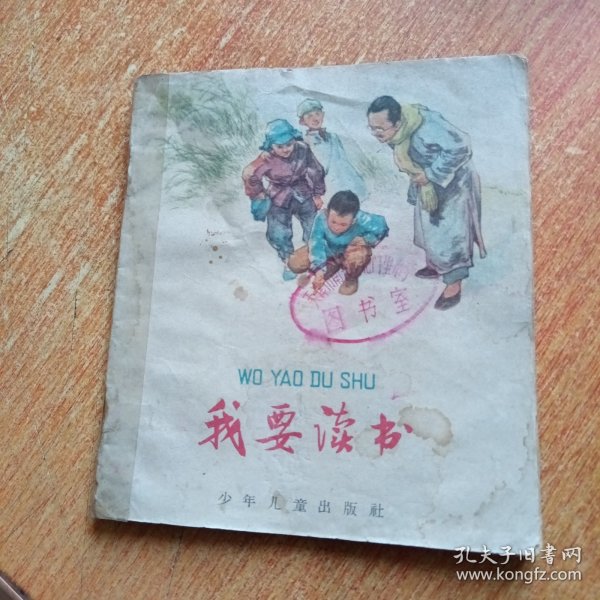 图书室
WO YAO DU SHU
我要读书
少年儿童出版社
孔夫子旧书网
www.kongfz.com